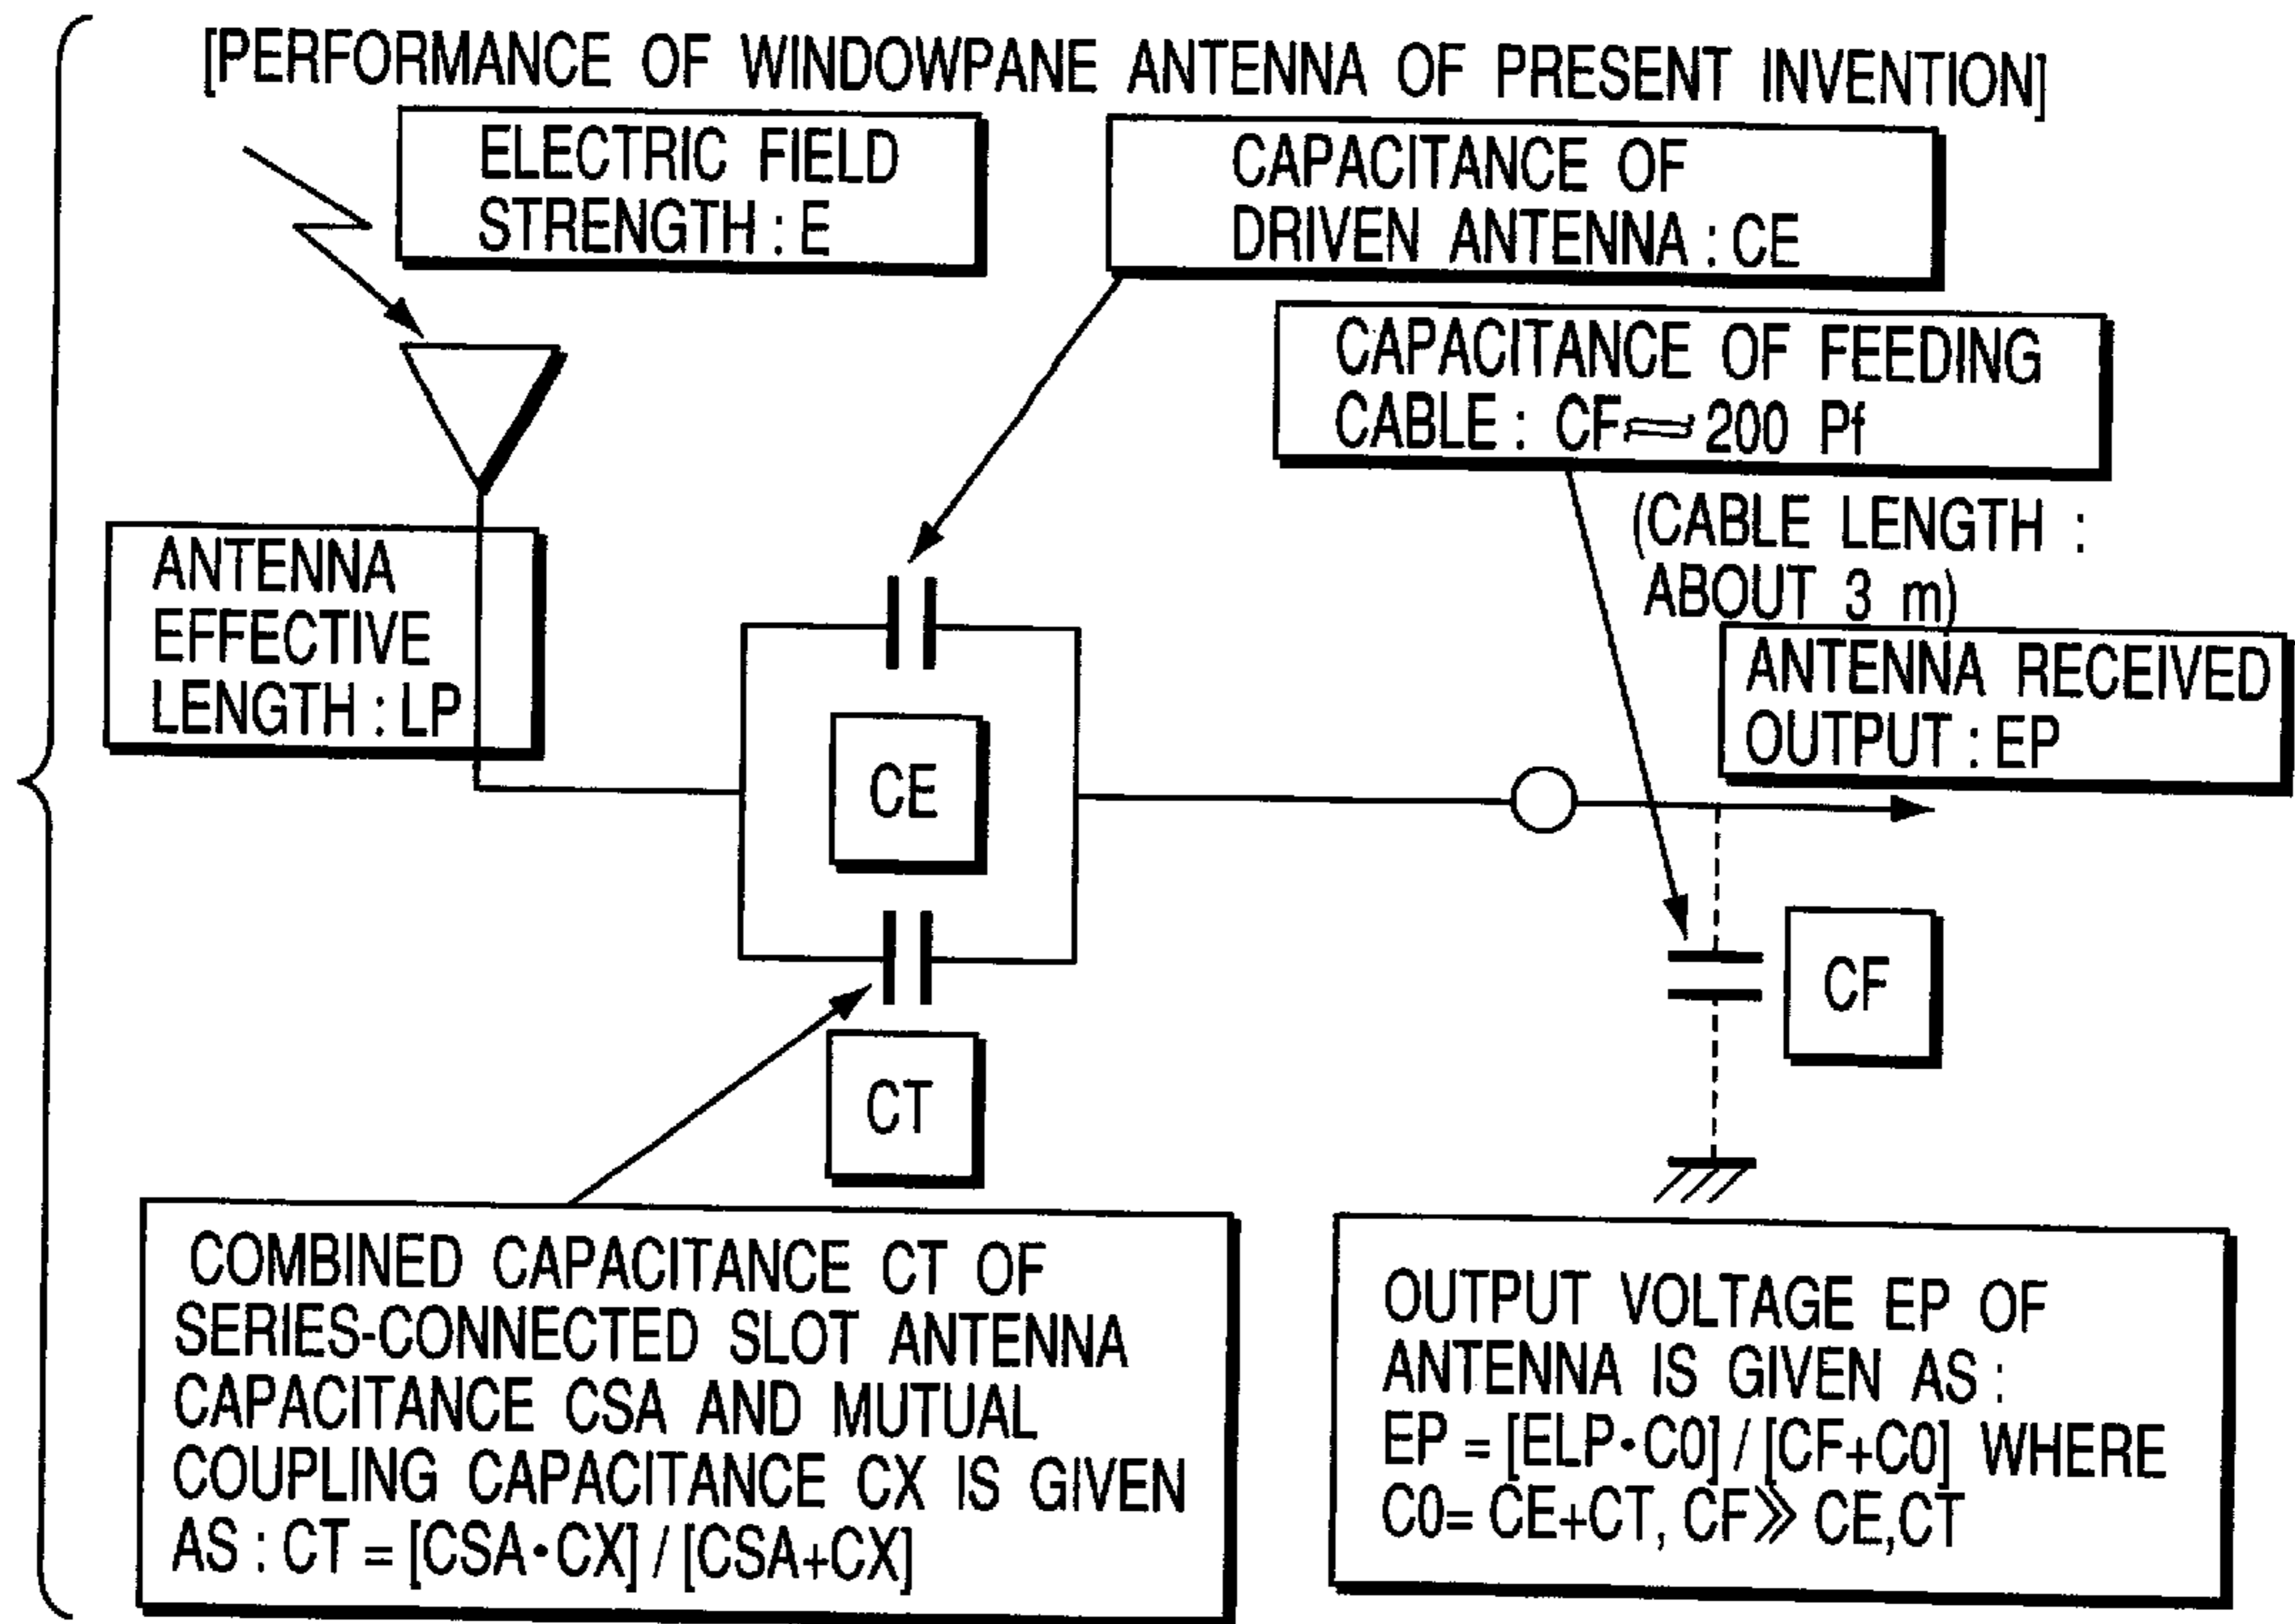 [PERFORMANCE OF WINDOWPANE ANTENNA OF PRESENT INVENTION]
ELECTRIC FIELD
STRENGTH : E
CAPACITANCE OF
DRIVEN ANTENNA : CE
CAPACITANCE OF FEEDING
CABLE : CF≈200 Pf
(CABLE LENGTH :
ABOUT 3 m)
ANTENNA
EFFECTIVE
LENGTH : LP
ANTENNA RECEIVED
OUTPUT : EP
CE
CF
CT
COMBINED CAPACITANCE CT OF
SERIES-CONNECTED SLOT ANTENNA
CAPACITANCE CSA AND MUTUAL
COUPLING CAPACITANCE CX IS GIVEN
AS : CT = [CSA•CX] / [CSA+CX]
OUTPUT VOLTAGE EP OF
ANTENNA IS GIVEN AS :
EP = [ELP•C0] / [CF+C0] WHERE
C0= CE+CT, CF≫ CE,CT